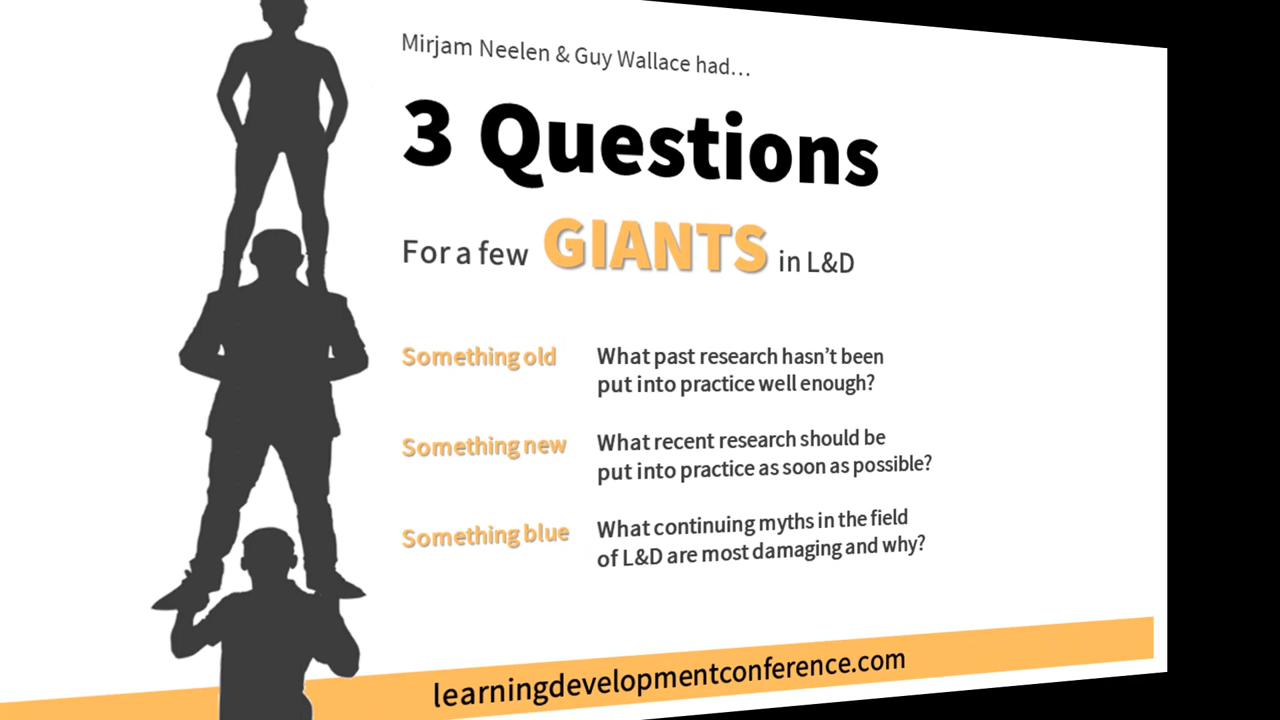 Mirjam Neelen & Guy Wallace had...
3 Questions
For a few GIANTS in L&D
Something old
What past research hasn’t been
put into practice well enough?
Something new
What recent research should be
put into practice as soon as possible?
Something blue
What continuing myths in the field
of L&D are most damaging and why?
learningdevelopmentconference.com